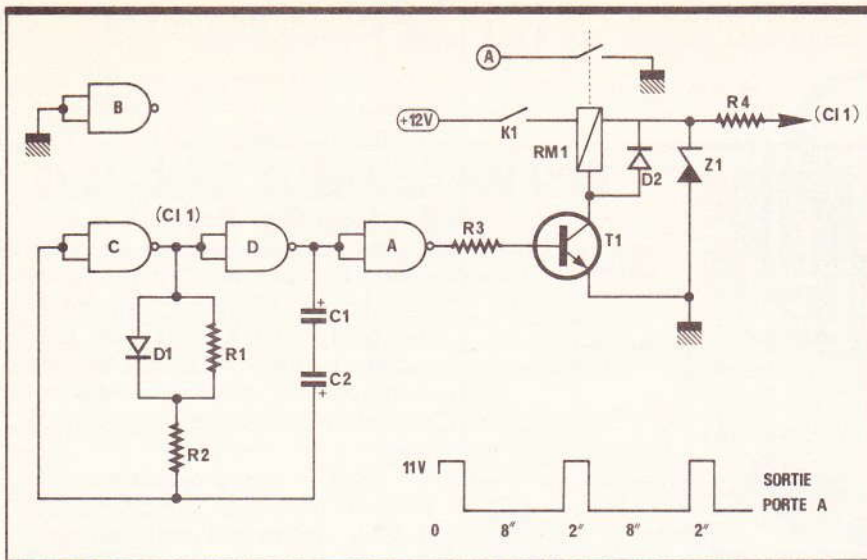 A
B
R4
(CI 1)
+12V
K1
RM1
D2
Z1
(CI 1)
C
D
A
R3
T1
+
C1
D1
R1
C2
+
R2
11V
SORTIE
PORTE A
0 8" 2" 8" 2"